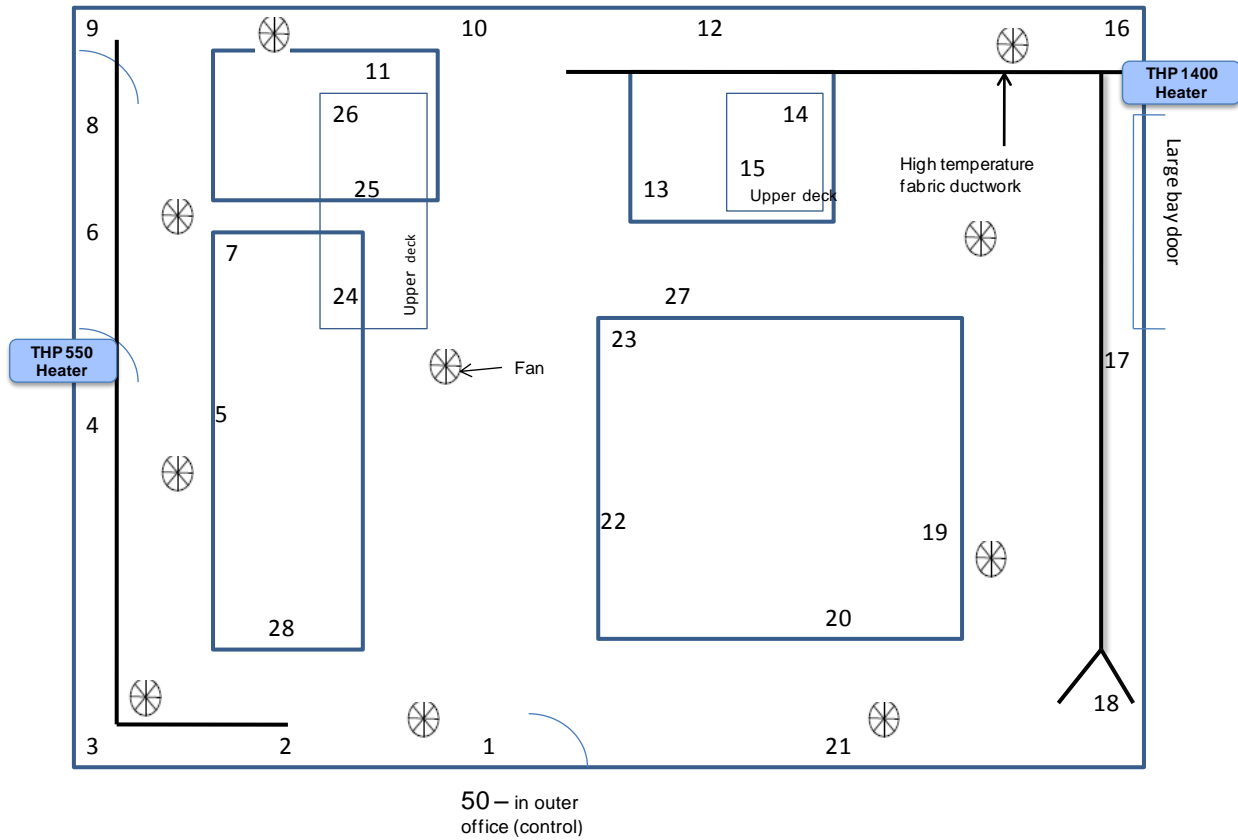 9
10
12
16
11
THP 1400
Heater
26
14
8
15
High temperature
fabric ductwork
Large bay door
25
13
Upper deck
6
7
Upper deck
24
27
23
THP 550
Heater
Fan
17
5
4
22
19
28
20
18
3
2
1
21
50 – in outer
office (control)